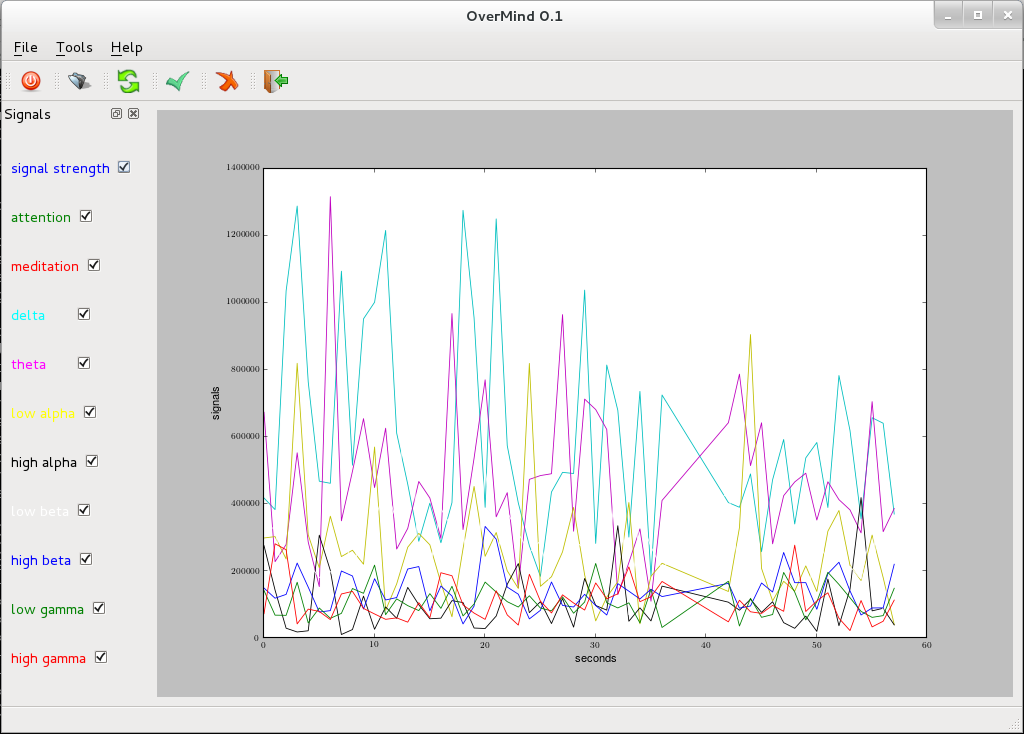 OverMind 0.1
File Tools Help
Signals
signal strength
attention
meditation
delta
theta
low alpha
high alpha
low beta
high beta
low gamma
high gamma
1400000
1200000
1000000
800000
600000
400000
200000
0
signals
0 10 20 30 40 50 60
seconds